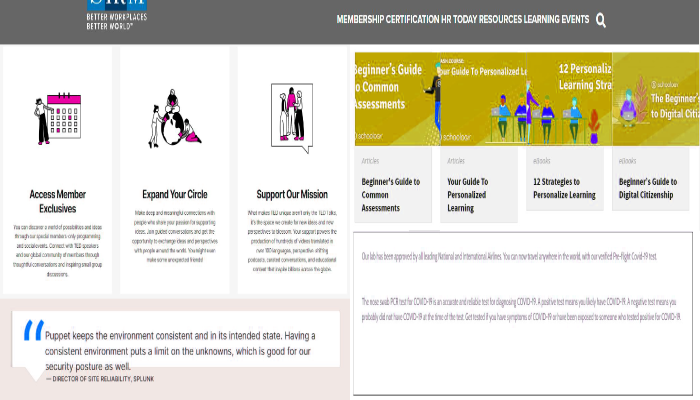 SHRM
BETTER WORKPLACES
BETTER WORLD™
MEMBERSHIP CERTIFICATION HR TODAY RESOURCES LEARNING EVENTS
Access Member
Exclusives
You can discover a world of possibilities and ideas
through our special members-only programming
and social events. Connect with TED speakers
and our global community of members through
thoughtful conversations and inspiring small group
discussions.
Expand Your Circle
Make deep and meaningful connections with
people who share your passion for supporting
ideas. Join guided conversations and get the
opportunity to exchange ideas and perspectives
with people around the world. You might even
make some unexpected friends!
Support Our Mission
What makes TED unique aren't only the TED Talks,
it's the space we create for new ideas and new
perspectives to blossom. Your support powers the
production of hundreds of videos translated in
over 100 languages, perspective shifting
podcasts, curated conversations, and educational
content that inspire billions across the globe.
Beginner's Guide
to Common
Assessments
schooler
Your Guide To Personalized Le
schooler
12 Personaliz
Learning Stra
schooler
The Beginner's
to Digital Citiz
Articles
Beginner's Guide to
Common
Assessments
Articles
Your Guide To
Personalized
Learning
eBooks
12 Strategies to
Personalize Learning
eBooks
Beginner's Guide to
Digital Citizenship
Our lab has been approved by all leading National and International Airlines. You can now travel anywhere in the world, with our verified Pre-flight Covid-19 test.
The nose swab PCR test for COVID-19 is an accurate and reliable test for diagnosing COVID-19. A positive test means you likely have COVID-19. A negative test means you
probably did not have COVID-19 at the time of the test. Get tested if you have symptoms of COVID-19 or have been exposed to someone who tested positive for COVID-19.
“ Puppet keeps the environment consistent and in its intended state. Having a
consistent environment puts a limit on the unknowns, which is good for our
security posture as well.
— DIRECTOR OF SITE RELIABILITY, SPLUNK